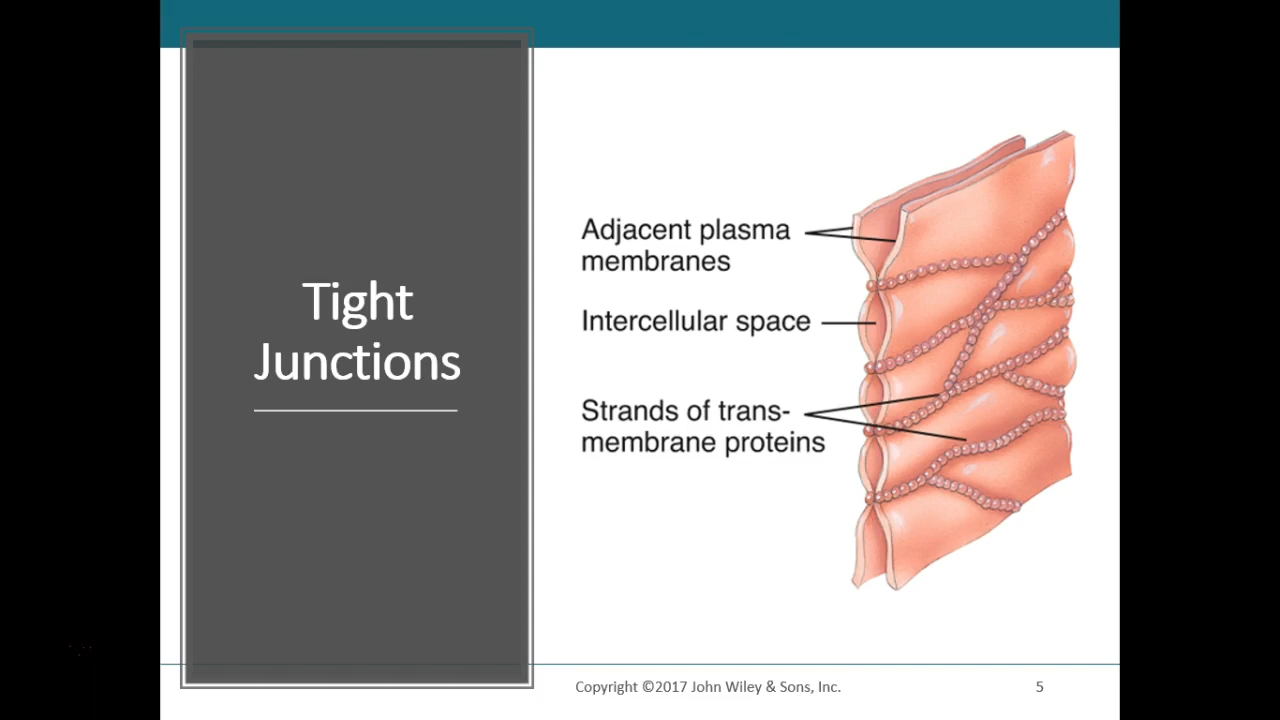 Tight
Junctions
Adjacent plasma
membranes
Intercellular space
Strands of trans-
membrane proteins
Copyright ©2017 John Wiley & Sons, Inc.
5